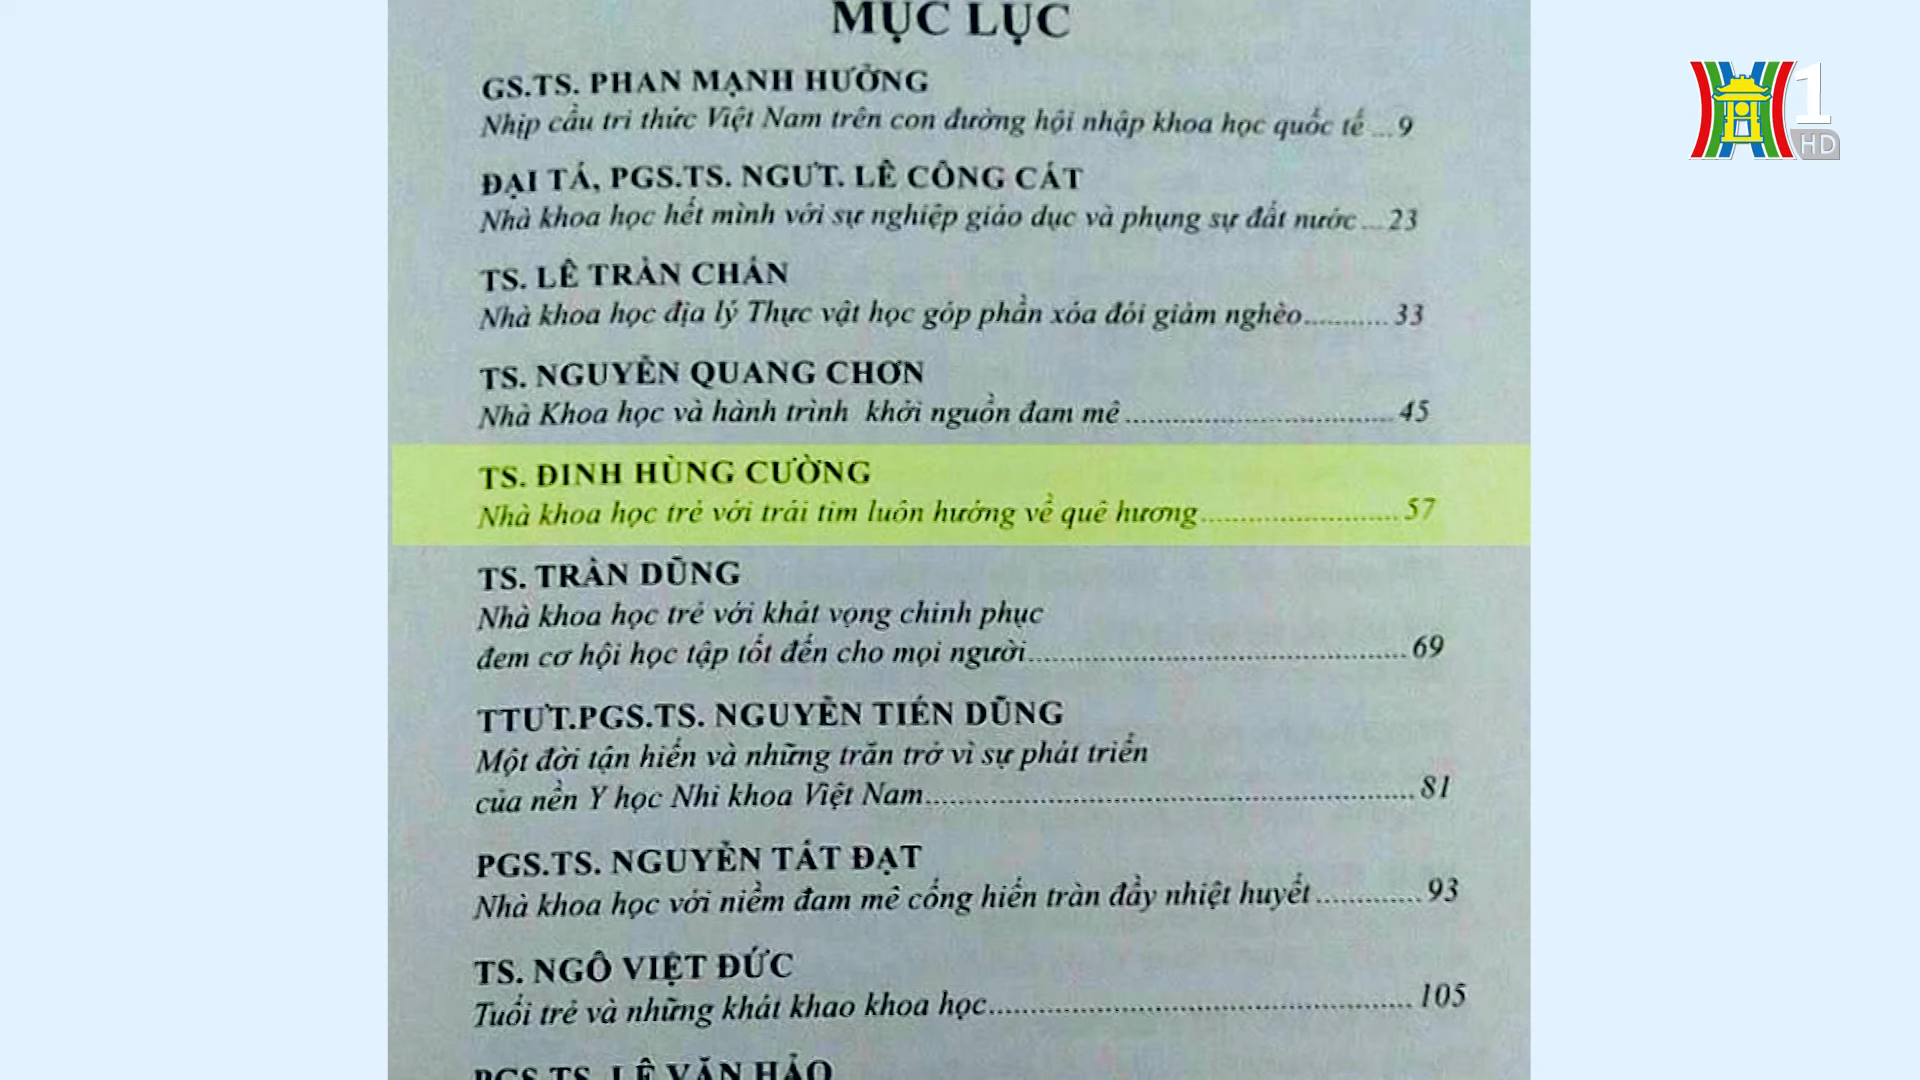 MỤC LỤC
GS.TS. PHAN MẠNH HƯỞNG
Nhịp cầu tri thức Việt Nam trên con đường hội nhập khoa học quốc tế ... 9
ĐẠI TÁ, PGS.TS. NGƯT. LÊ CÔNG CÁT
Nhà khoa học hết mình với sự nghiệp giáo dục và phụng sự đất nước ... 23
TS. LÊ TRẦN CHẤN
Nhà khoa học địa lý Thực vật học góp phần xóa đói giảm nghèo........... 33
TS. NGUYỄN QUANG CHƠN
Nhà Khoa học và hành trình khởi nguồn đam mê ................................... 45
TS. ĐINH HÙNG CƯỜNG
Nhà khoa học trẻ với trái tim luôn hướng về quê hương.......................... 57
TS. TRẦN DŨNG
Nhà khoa học trẻ với khát vọng chinh phục
đem cơ hội học tập tốt đến cho mọi người.................................................. 69
TTƯT.PGS.TS. NGUYỄN TIẾN DŨNG
Một đời tận hiến và những trăn trở vì sự phát triển
của nền Y học Nhi khoa Việt Nam................................................................ 81
PGS.TS. NGUYỄN TẤT ĐẠT
Nhà khoa học với niềm đam mê cống hiến tràn đầy nhiệt huyết .............. 93
TS. NGÔ VIỆT ĐỨC
Tuổi trẻ và những khát khao khoa học........................................................ 105
PGS.TS. LÊ VĂN HẢO
1
HD